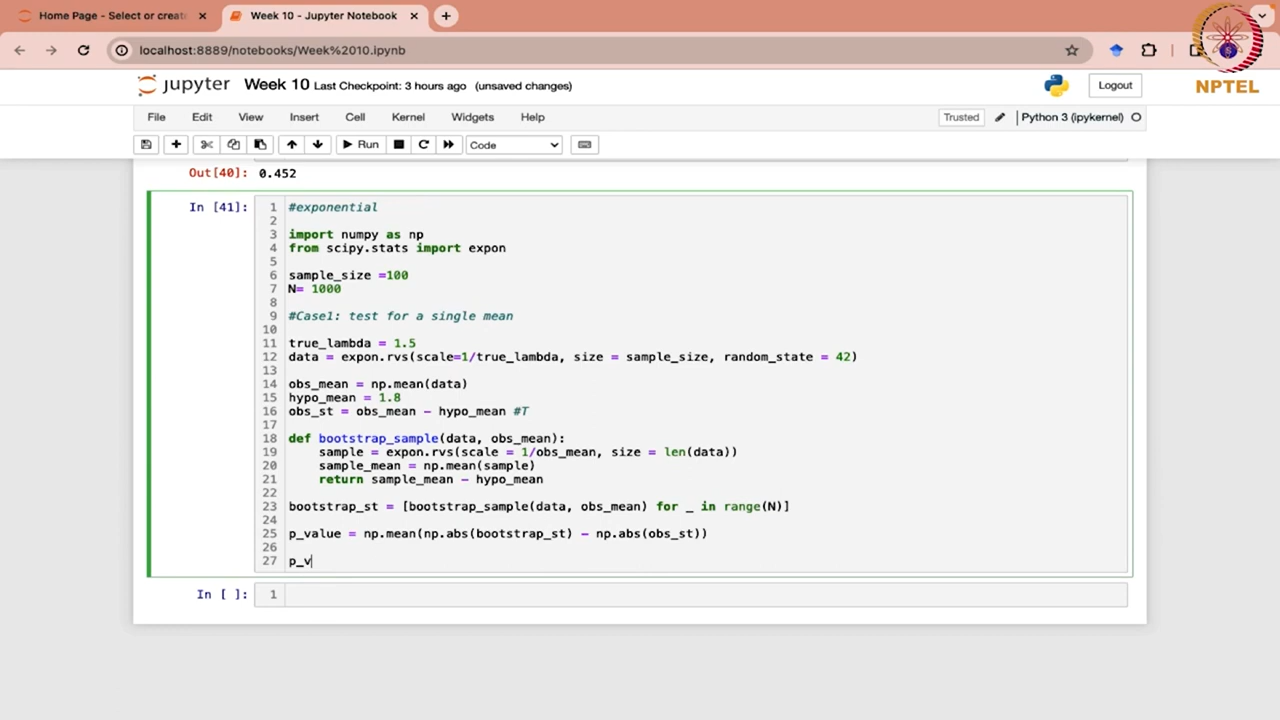 Home Page - Select or creat
Week 10 - Jupyter Notebook
localhost:8889/notebooks/Week%2010.ipynb
NPTEL
jupyter Week 10 Last Checkpoint: 3 hours ago (unsaved changes)
Logout
File Edit View Insert Cell Kernel Widgets Help
Trusted Python 3 (ipykernel)
Run Code
Out[40]: 0.452
In [41]:
1 #exponential
2
3 import numpy as np
4 from scipy.stats import expon
5
6 sample_size =100
7 N= 1000
8
9 #Case1: test for a single mean
10
11 true_lambda = 1.5
12 data = expon.rvs(scale=1/true_lambda, size = sample_size, random_state = 42)
13
14 obs_mean = np.mean(data)
15 hypo_mean = 1.8
16 obs_st = obs_mean - hypo_mean #T
17
18 def bootstrap_sample(data, obs_mean):
19 sample = expon.rvs(scale = 1/obs_mean, size = len(data))
20 sample_mean = np.mean(sample)
21 return sample_mean - hypo_mean
22
23 bootstrap_st = [bootstrap_sample(data, obs_mean) for _ in range(N)]
24
25 p_value = np.mean(np.abs(bootstrap_st) - np.abs(obs_st))
26
27 p_v
In [ ]: 1